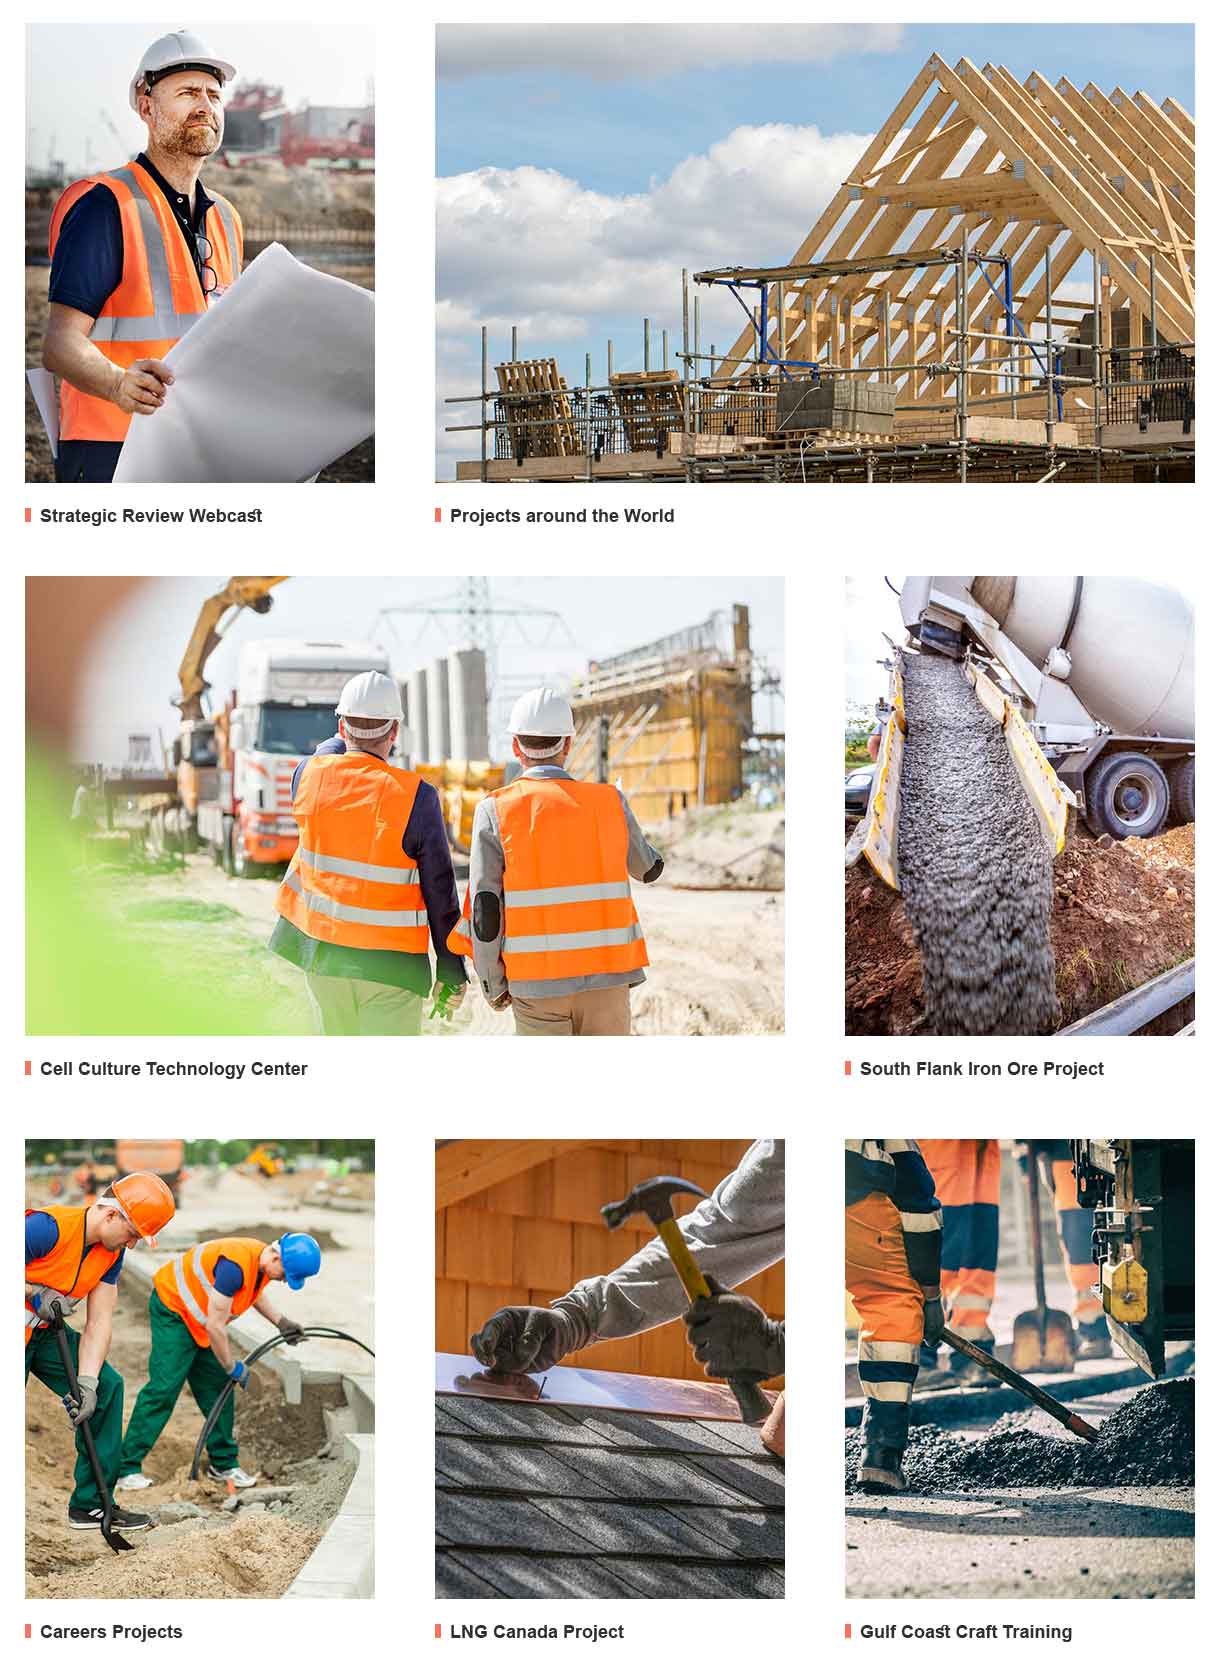 Strategic Review Webcast
Projects around the World
Cell Culture Technology Center
South Flank Iron Ore Project
Careers Projects
LNG Canada Project
Gulf Coast Craft Training